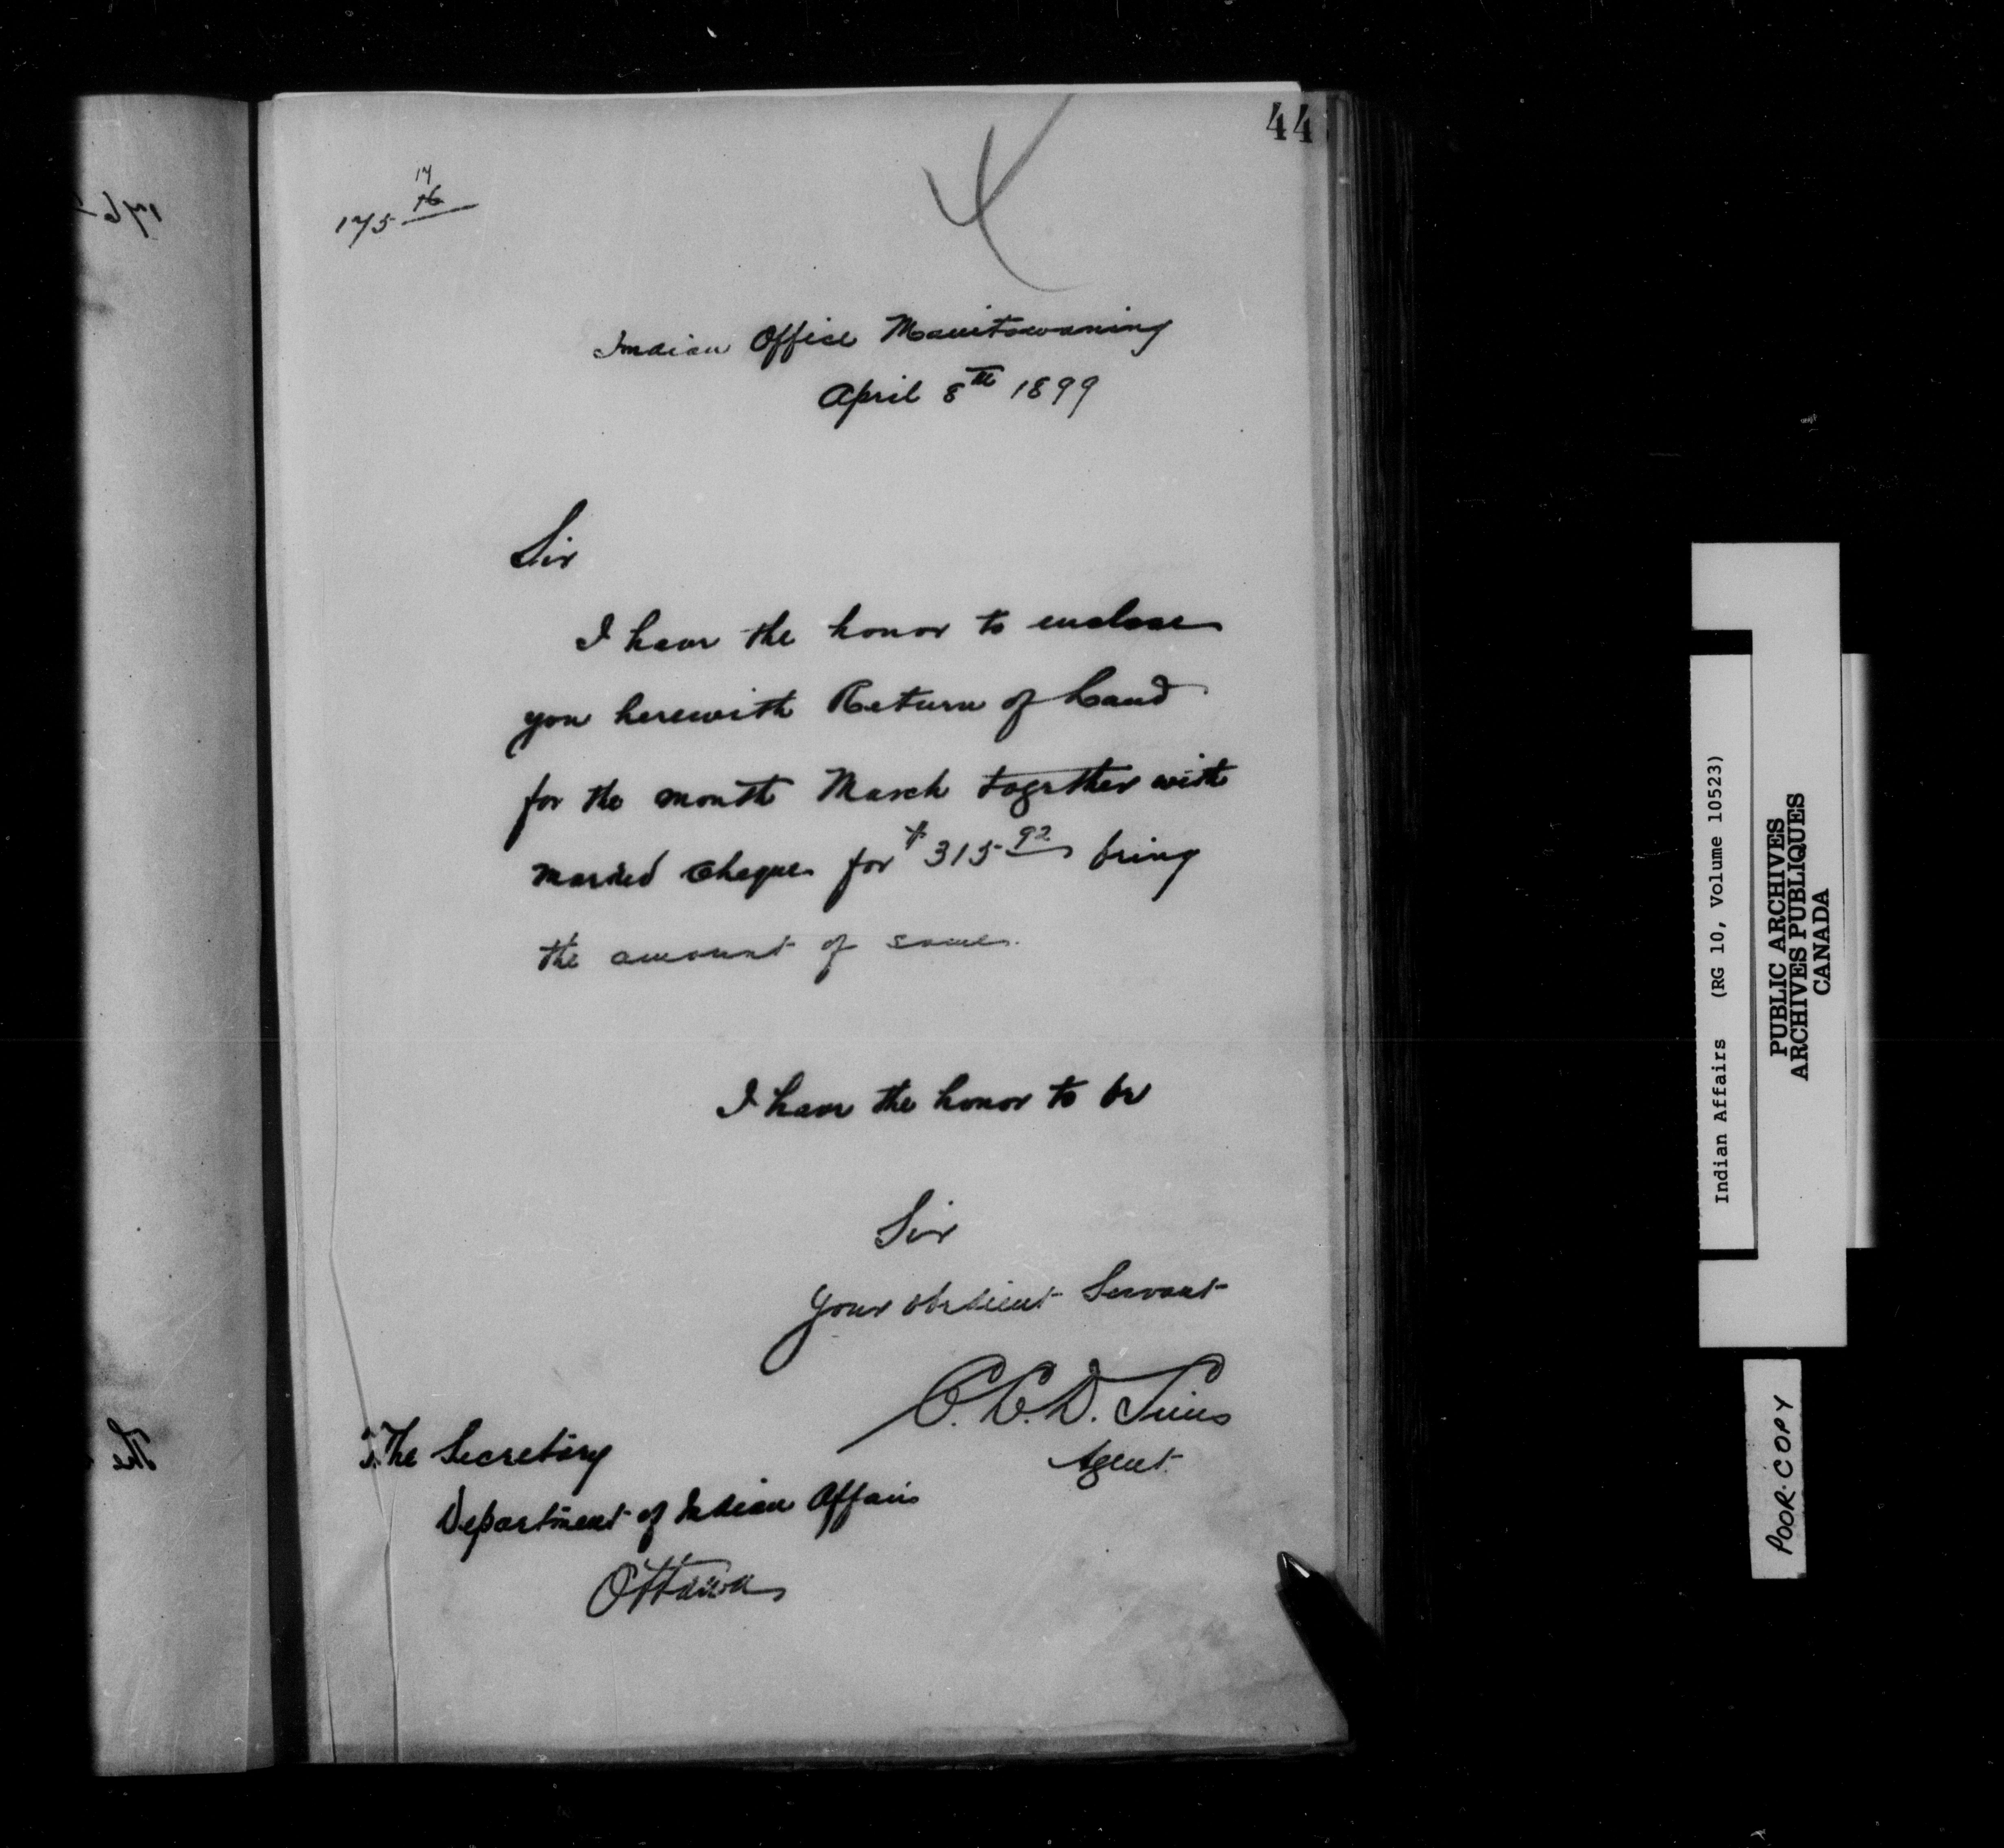 44
175 17
16
Indian Office Manitowaning
April 8th 1899
Sir
I have the honor to enclose
you herewith Return of Land
for the month March together with
marked cheque for $315 92 being
the amount of same.
I have the honor to be
Sir
Your obedient Servant
C.C.D. Sims
Agent.
The Secretary
Department of Indian Affairs
Ottawa
Indian Affairs (RG 10, Volume 10523)
PUBLIC ARCHIVES
ARCHIVES PUBLIQUES
CANADA
POOR COPY